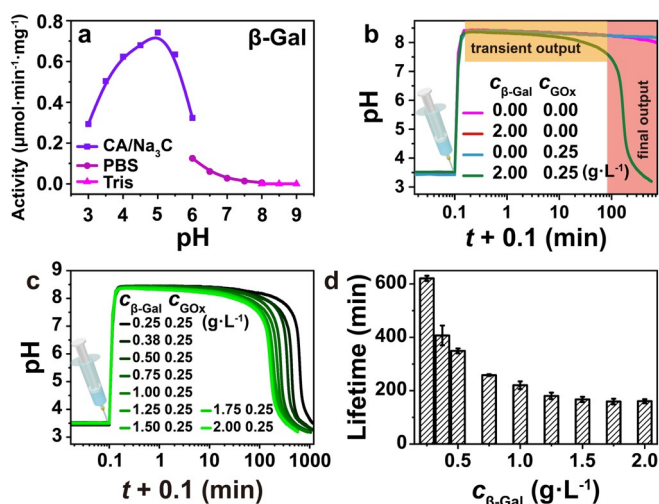 a
β-Gal
Activity (μmol·min⁻¹·mg⁻¹)
0.8
0.6
0.4
0.2
0.0
CA/Na₃C
PBS
Tris
3 4 5 6 7 8 9
pH
b
transient output
final output
pH
8
7
6
5
4
3
c_β-Gal c_GOx
0.00 0.00
2.00 0.00
0.00 0.25
2.00 0.25 (g·L⁻¹)
0.1 1 10 100
t + 0.1 (min)
c
pH
9
8
7
6
5
4
3
c_β-Gal c_GOx
0.25 0.25 (g·L⁻¹)
0.38 0.25
0.50 0.25
0.75 0.25
1.00 0.25
1.25 0.25 1.75 0.25
1.50 0.25 2.00 0.25
0.1 1 10 100 1000
t + 0.1 (min)
d
Lifetime (min)
600
400
200
0
0.5 1.0 1.5 2.0
c_β-Gal (g·L⁻¹)